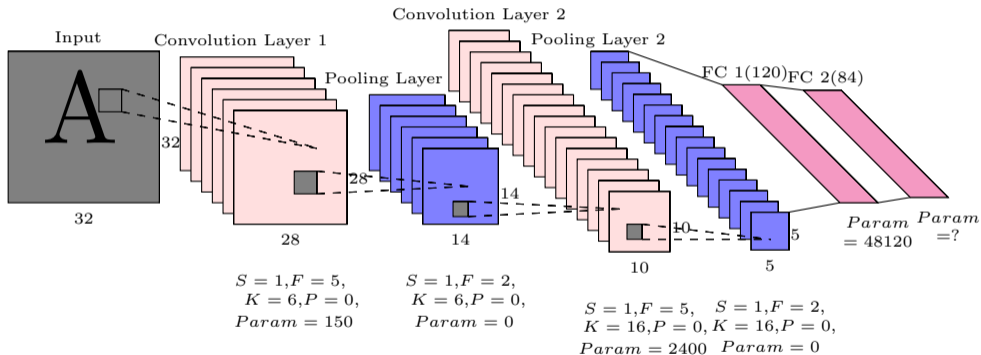 Input
A
32
32
Convolution Layer 1
28
28
S = 1,F = 5,
K = 6,P = 0,
Param = 150
Pooling Layer
14
14
S = 1,F = 2,
K = 6,P = 0,
Param = 0
Convolution Layer 2
10
10
S = 1,F = 5,
K = 16,P = 0,
Param = 2400
Pooling Layer 2
5
5
S = 1,F = 2,
K = 16,P = 0,
Param = 0
FC 1(120)
Param
= 48120
FC 2(84)
Param
=?